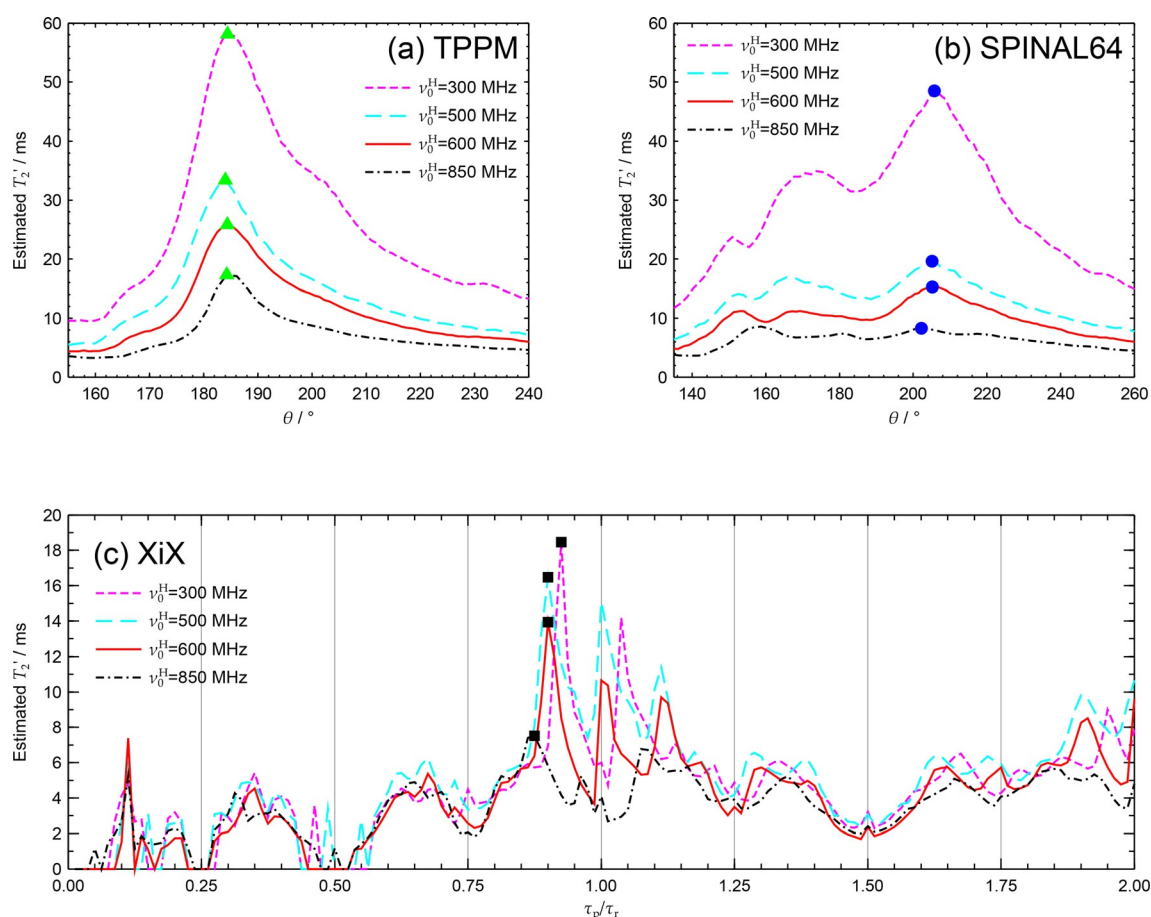 (a) TPPM
ν₀ᴴ=300 MHz
ν₀ᴴ=500 MHz
ν₀ᴴ=600 MHz
ν₀ᴴ=850 MHz
Estimated T₂′ / ms
60
50
40
30
20
10
0
160 170 180 190 200 210 220 230 240
θ / °
(b) SPINAL64
ν₀ᴴ=300 MHz
ν₀ᴴ=500 MHz
ν₀ᴴ=600 MHz
ν₀ᴴ=850 MHz
Estimated T₂′ / ms
60
50
40
30
20
10
0
140 160 180 200 220 240 260
θ / °
(c) XiX
ν₀ᴴ=300 MHz
ν₀ᴴ=500 MHz
ν₀ᴴ=600 MHz
ν₀ᴴ=850 MHz
Estimated T₂′ / ms
20
18
16
14
12
10
8
6
4
2
0
0.00 0.25 0.50 0.75 1.00 1.25 1.50 1.75 2.00
τₚ/τᵣ